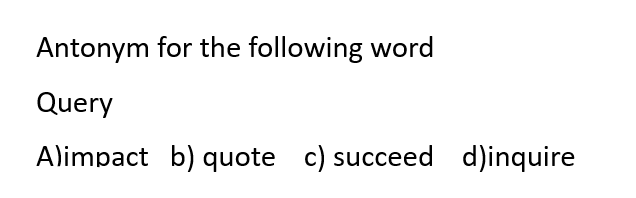 Antonym for the following word
Query
A)impact b) quote c) succeed d)inquire